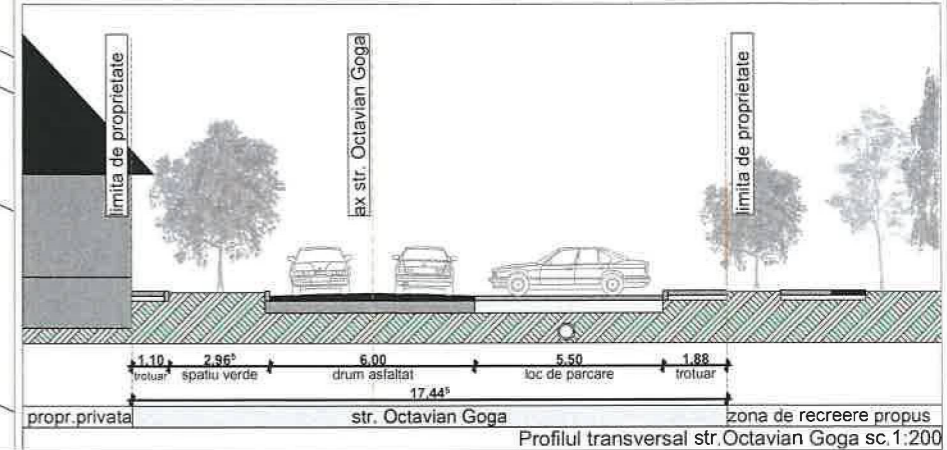 limita de proprietate
ax str. Octavian Goga
limita de proprietate
1.10 2.96⁵ 6.00 5.50 1.88
trotuar spatiu verde drum asfaltat loc de parcare trotuar
17.44⁵
propr.privata str. Octavian Goga zona de recreere propus
Profilul transversal str.Octavian Goga sc.1:200